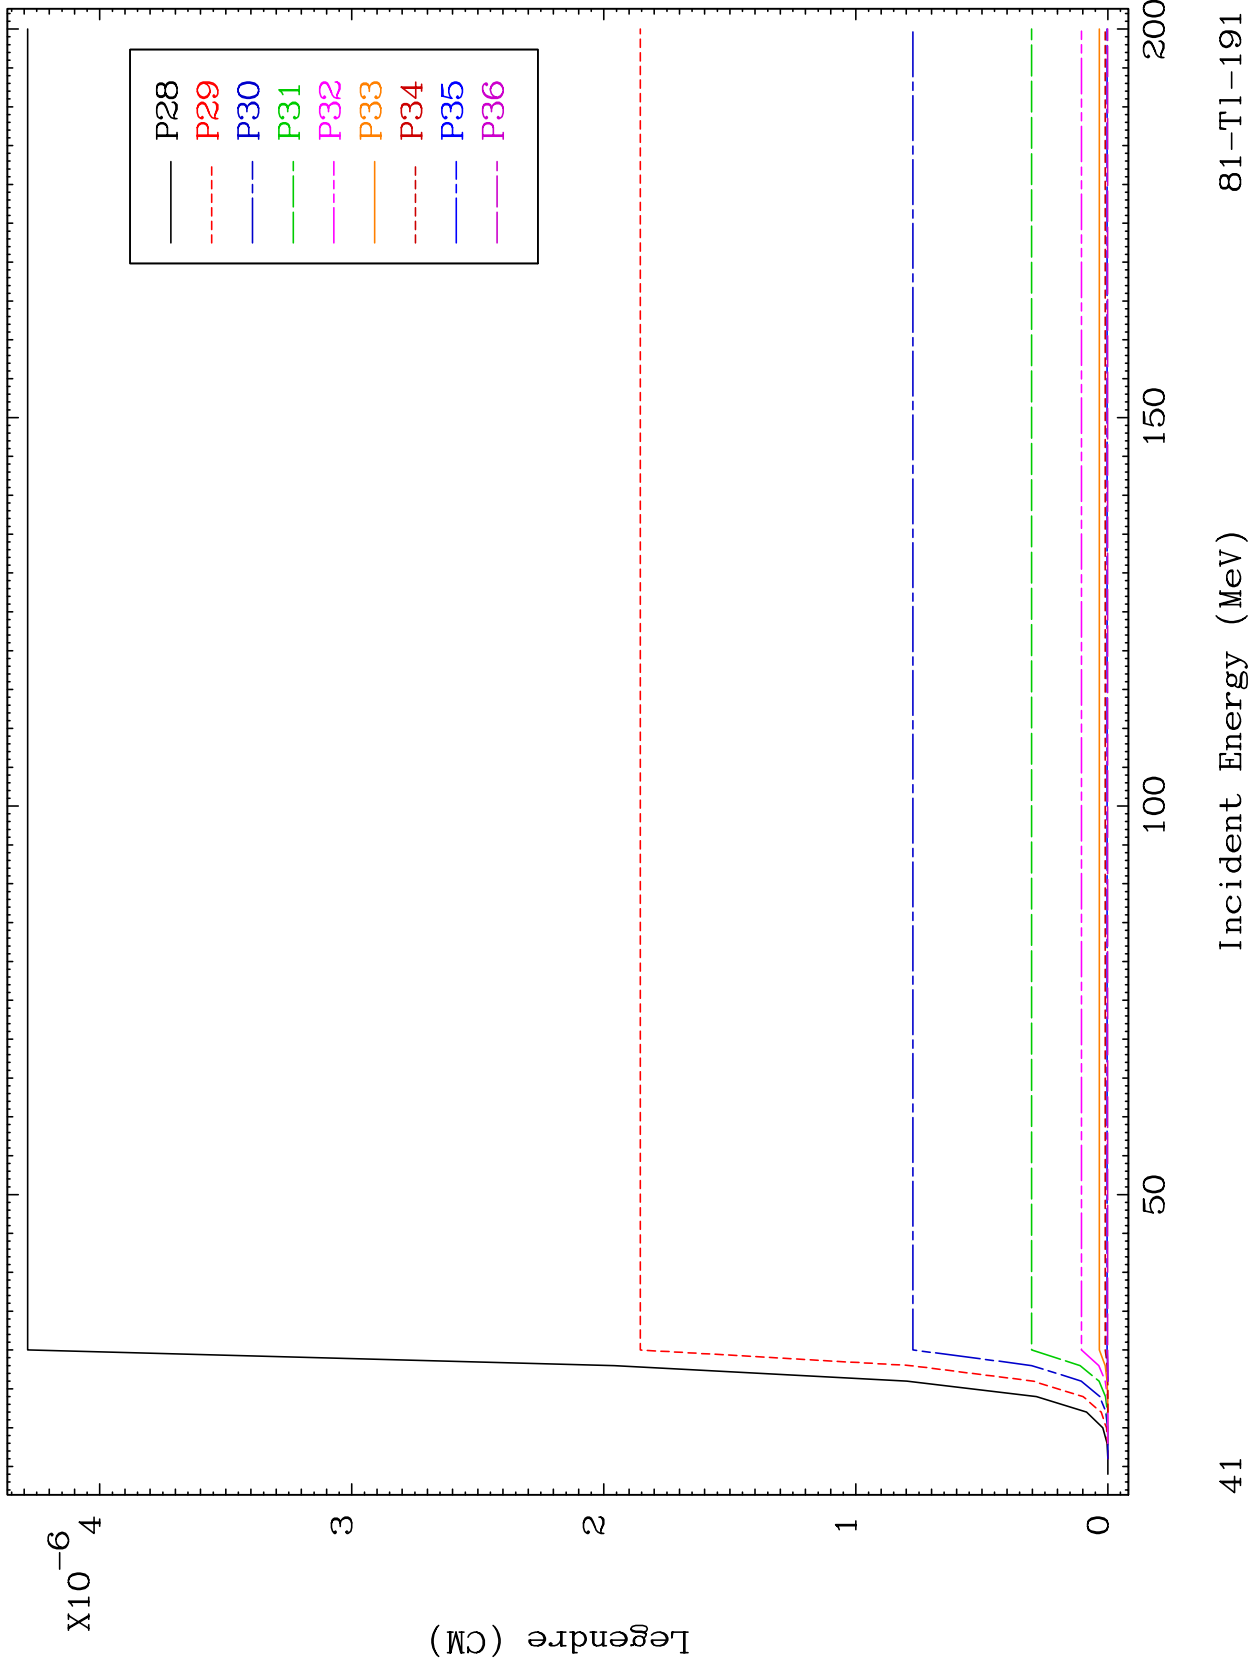 X10-6
4
3
2
1
0
Legendre (CM)
P28
P29
P30
P31
P32
P33
P34
P35
P36
50
100
150
200
Incident Energy (MeV)
41
81-Tl-191